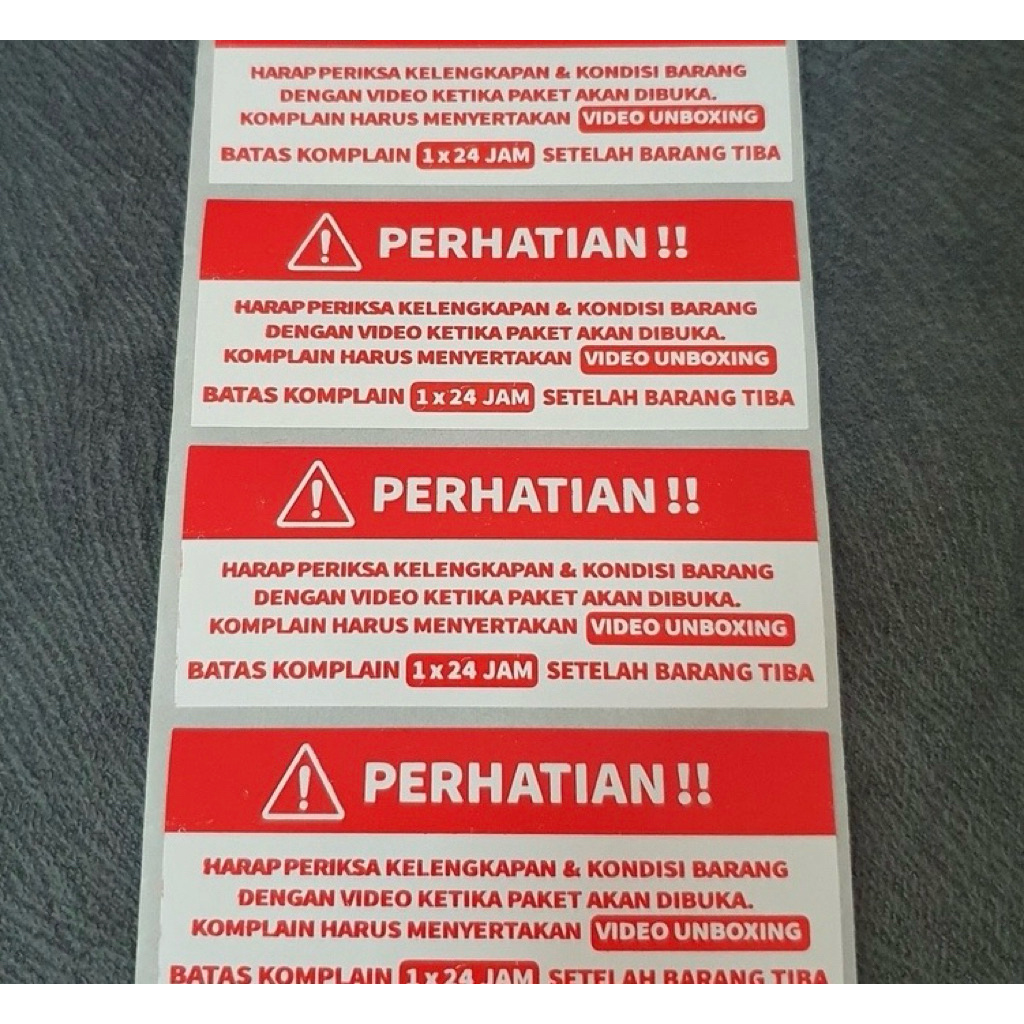 HARAP PERIKSA KELENGKAPAN & KONDISI BARANG
DENGAN VIDEO KETIKA PAKET AKAN DIBUKA.
KOMPLAIN HARUS MENYERTAKAN VIDEO UNBOXING
BATAS KOMPLAIN 1 x 24 JAM SETELAH BARANG TIBA
PERHATIAN !!
HARAP PERIKSA KELENGKAPAN & KONDISI BARANG
DENGAN VIDEO KETIKA PAKET AKAN DIBUKA.
KOMPLAIN HARUS MENYERTAKAN VIDEO UNBOXING
BATAS KOMPLAIN 1 x 24 JAM SETELAH BARANG TIBA
PERHATIAN !!
HARAP PERIKSA KELENGKAPAN & KONDISI BARANG
DENGAN VIDEO KETIKA PAKET AKAN DIBUKA.
KOMPLAIN HARUS MENYERTAKAN VIDEO UNBOXING
BATAS KOMPLAIN 1 x 24 JAM SETELAH BARANG TIBA
PERHATIAN !!
HARAP PERIKSA KELENGKAPAN & KONDISI BARANG
DENGAN VIDEO KETIKA PAKET AKAN DIBUKA.
KOMPLAIN HARUS MENYERTAKAN VIDEO UNBOXING
BATAS KOMPLAIN 1 x 24 JAM SETELAH BARANG TIBA